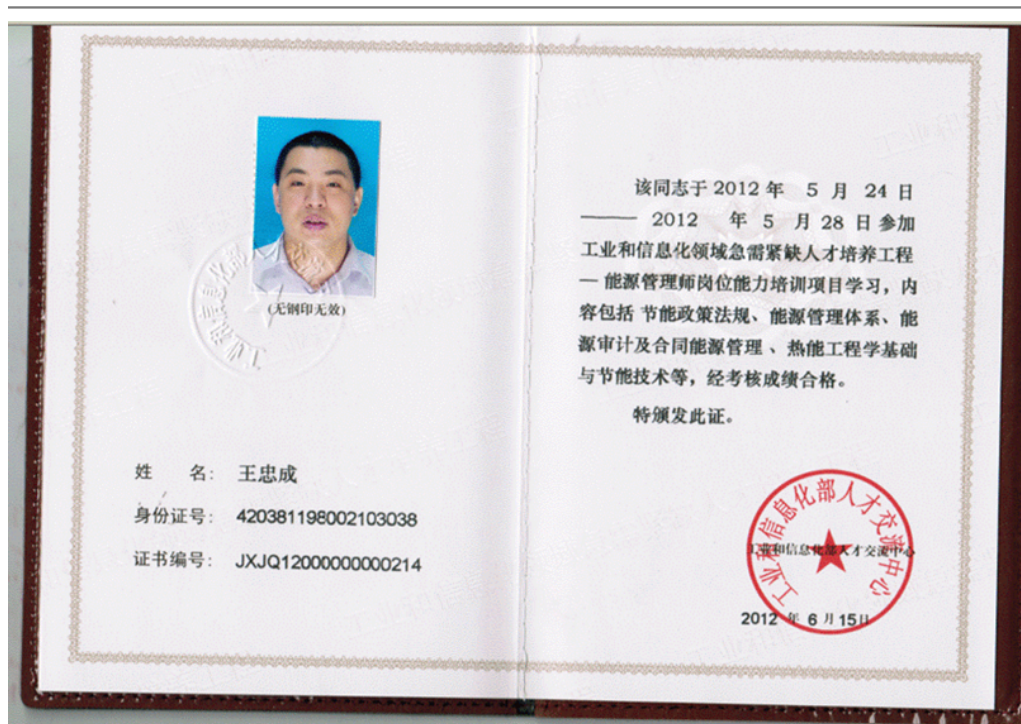 (无钢印无效)
姓 名： 王忠成
身份证号： 420381198002103038
证书编号： JXJQ12000000000214
该同志于 2012 年 5 月 24 日
—— 2012 年 5 月 28 日 参加
工业和信息化领域急需紧缺人才培养工程
— 能源管理师岗位能力培训项目学习，内
容包括 节能政策法规、能源管理体系、能
源审计及合同能源管理 、热能工程学基础
与节能技术等，经考核成绩合格。
特颁发此证。
工业和信息化部人才交流中心
工业和信息化部人才交流中心
2012 年 6 月 15日